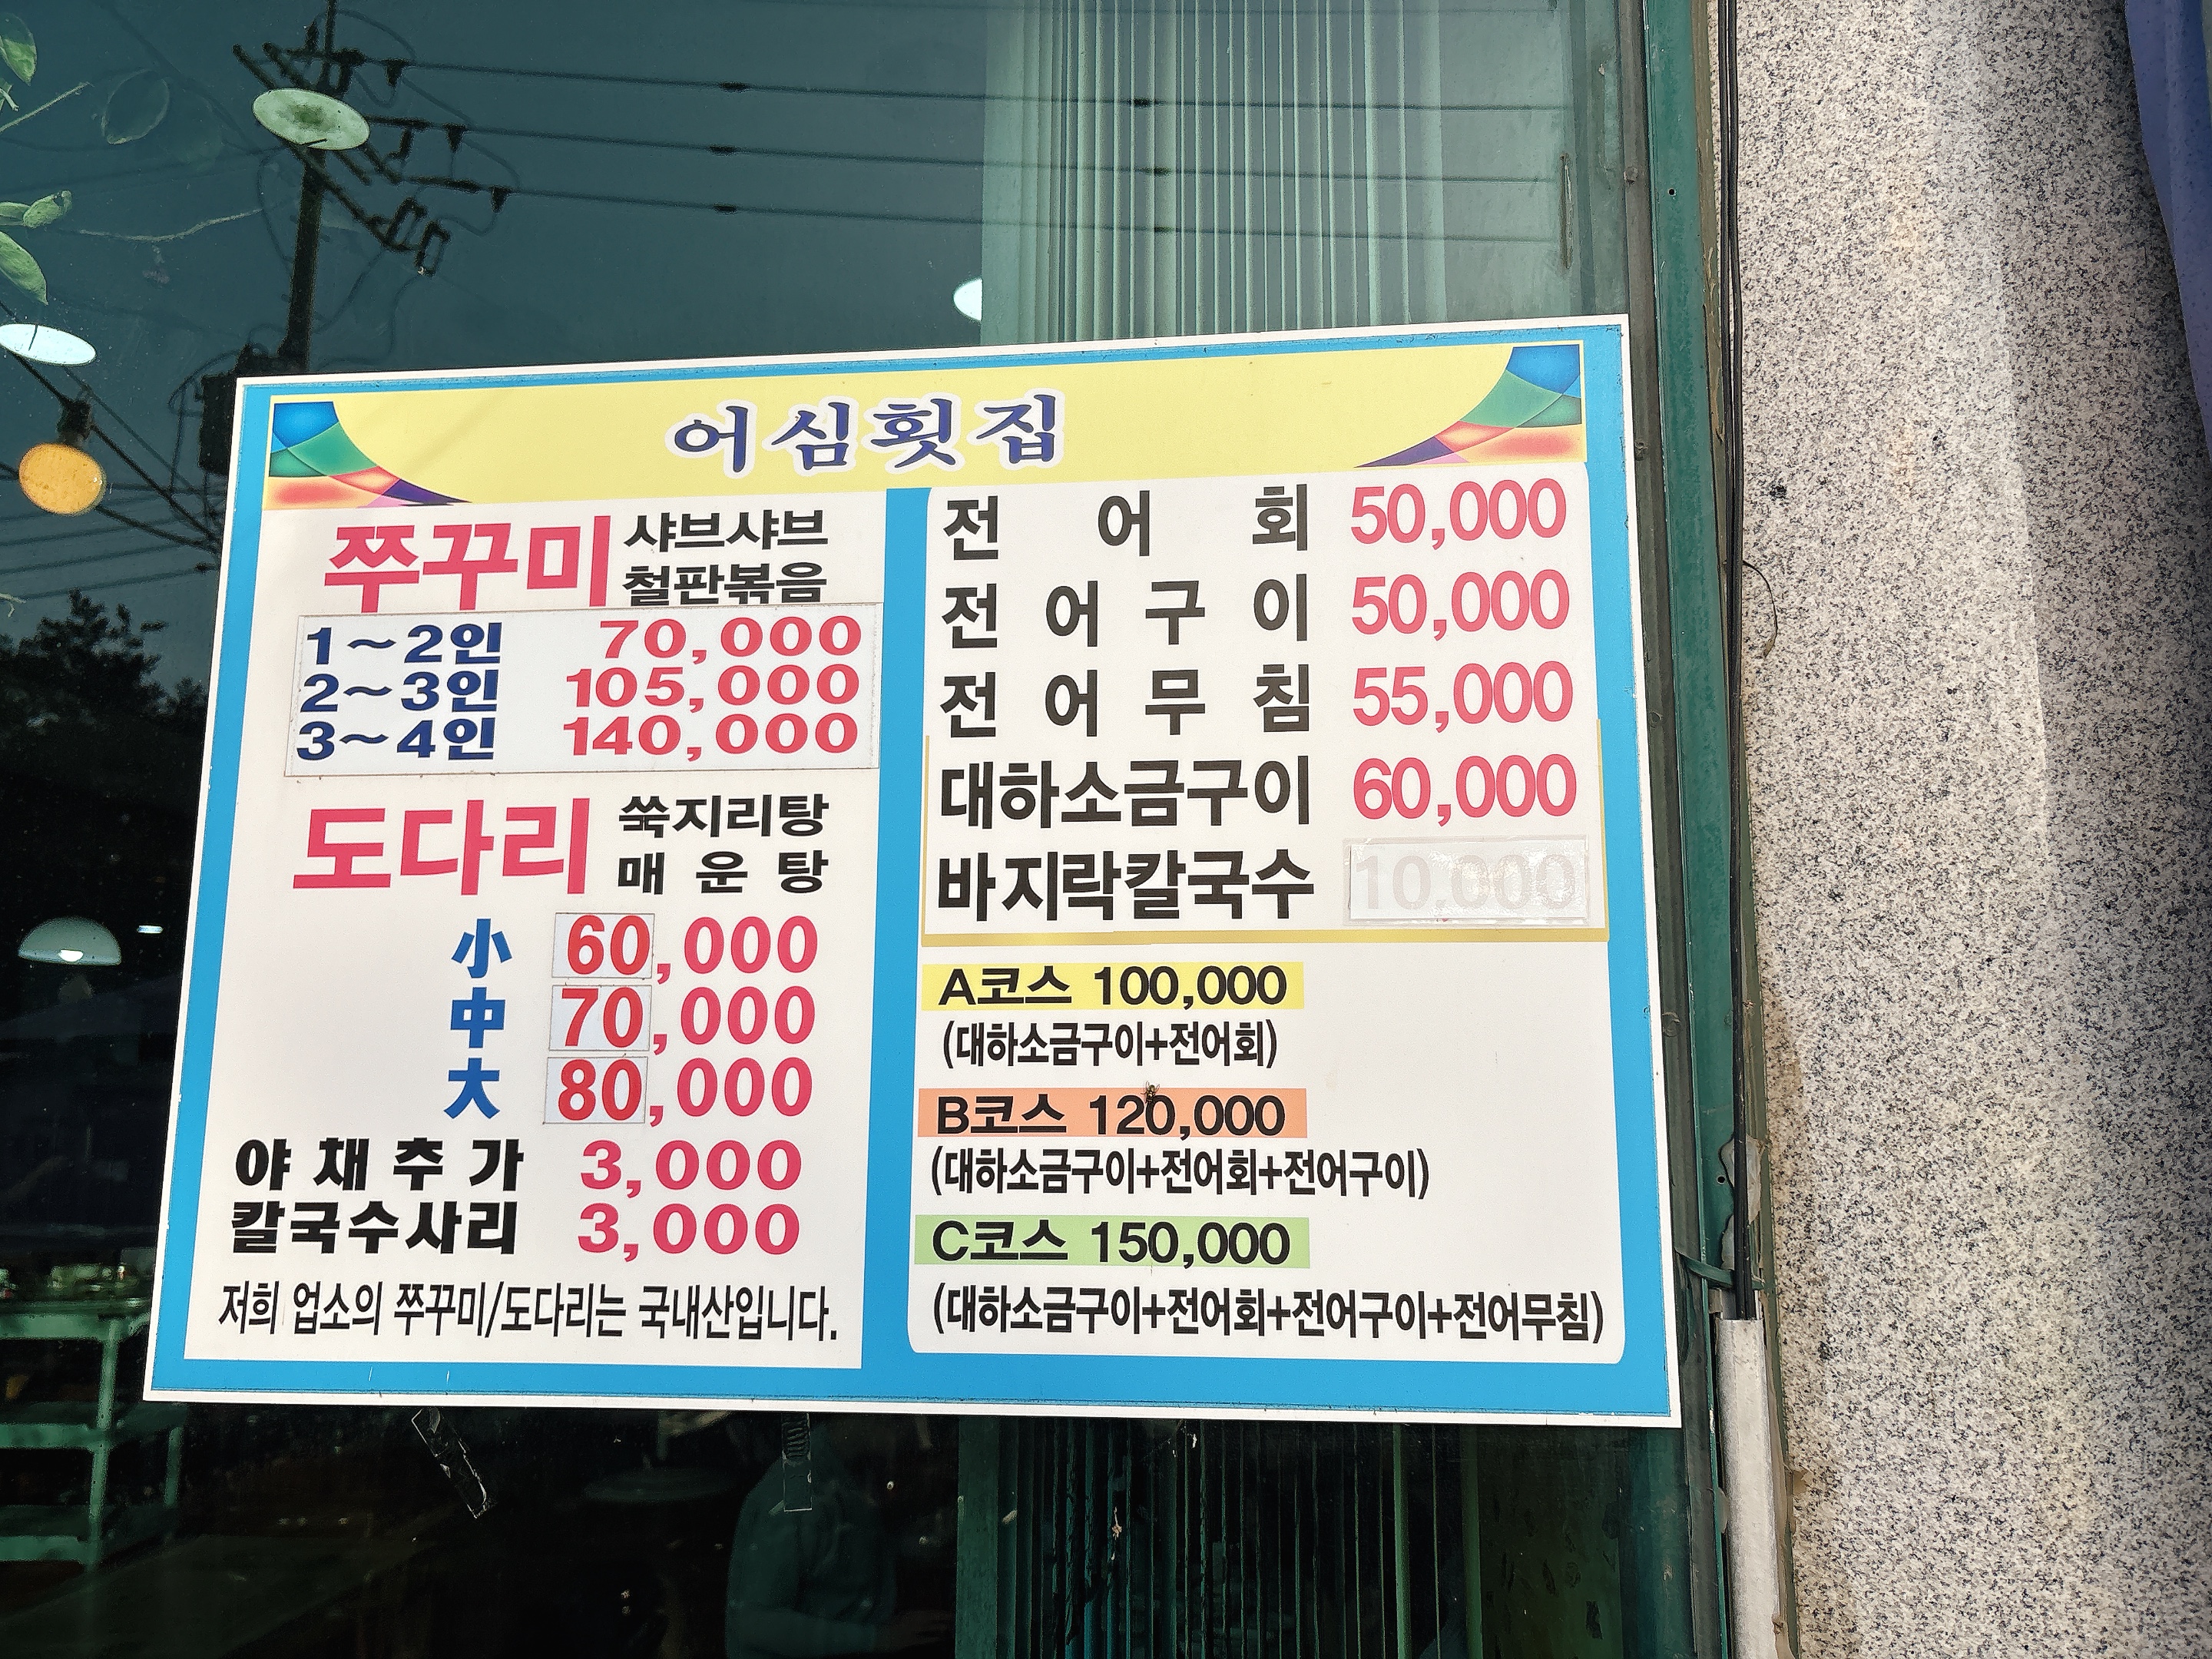 어심횟집
쭈꾸미 샤브샤브
철판볶음
1~2인 70,000
2~3인 105,000
3~4인 140,000
도다리 쑥지리탕
매운탕
小 60,000
中 70,000
大 80,000
야채추가 3,000
칼국수사리 3,000
저희 업소의 쭈꾸미/도다리는 국내산입니다.
전어회 50,000
전어구이 50,000
전어무침 55,000
대하소금구이 60,000
바지락칼국수 10,000
A코스 100,000
(대하소금구이+전어회)
B코스 120,000
(대하소금구이+전어회+전어구이)
C코스 150,000
(대하소금구이+전어회+전어구이+전어무침)